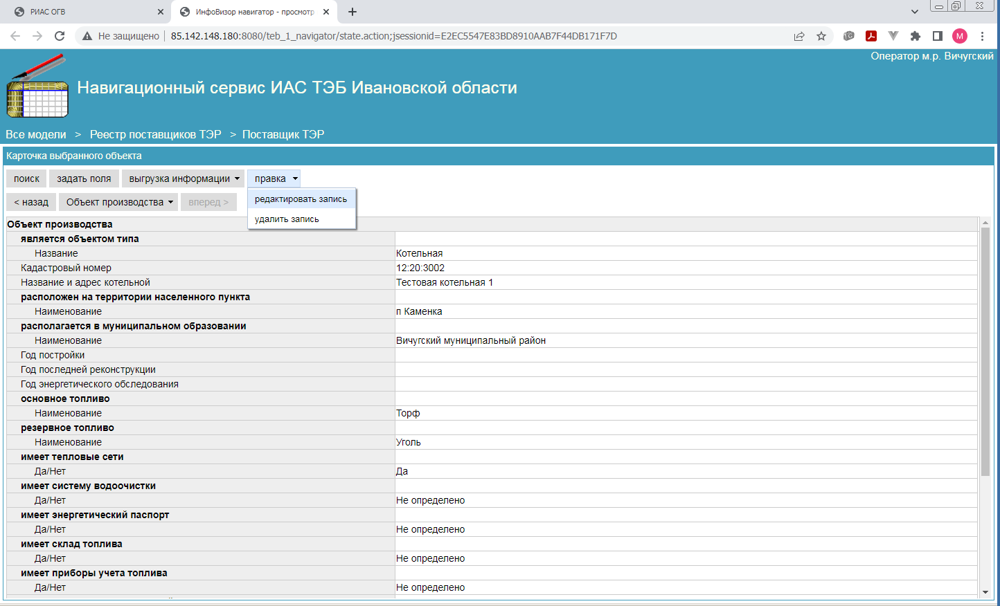 РИАС ОГВ
ИнфоВизор навигатор - просмотр
Не защищено
85.142.148.180:8080/teb_1_navigator/state.action;jsessionid=E2EC5547E83BD8910AAB7F44DB171F7D
M
Оператор м.р. Вичугский
Навигационный сервис ИАС ТЭБ Ивановской области
Все модели > Реестр поставщиков ТЭР > Поставщик ТЭР
Карточка выбранного объекта
поиск задать поля выгрузка информации правка
редактировать запись
удалить запись
< назад Объект производства вперед >
Объект производства
является объектом типа
Название Котельная
Кадастровый номер 12:20:3002
Название и адрес котельной Тестовая котельная 1
расположен на территории населенного пункта
Наименование п Каменка
располагается в муниципальном образовании
Наименование Вичугский муниципальный район
Год постройки
Год последней реконструкции
Год энергетического обследования
основное топливо
Наименование Торф
резервное топливо
Наименование Уголь
имеет тепловые сети
Да/Нет Да
имеет систему водоочистки
Да/Нет Не определено
имеет энергетический паспорт
Да/Нет Не определено
имеет склад топлива
Да/Нет Не определено
имеет приборы учета топлива
Да/Нет Не определено